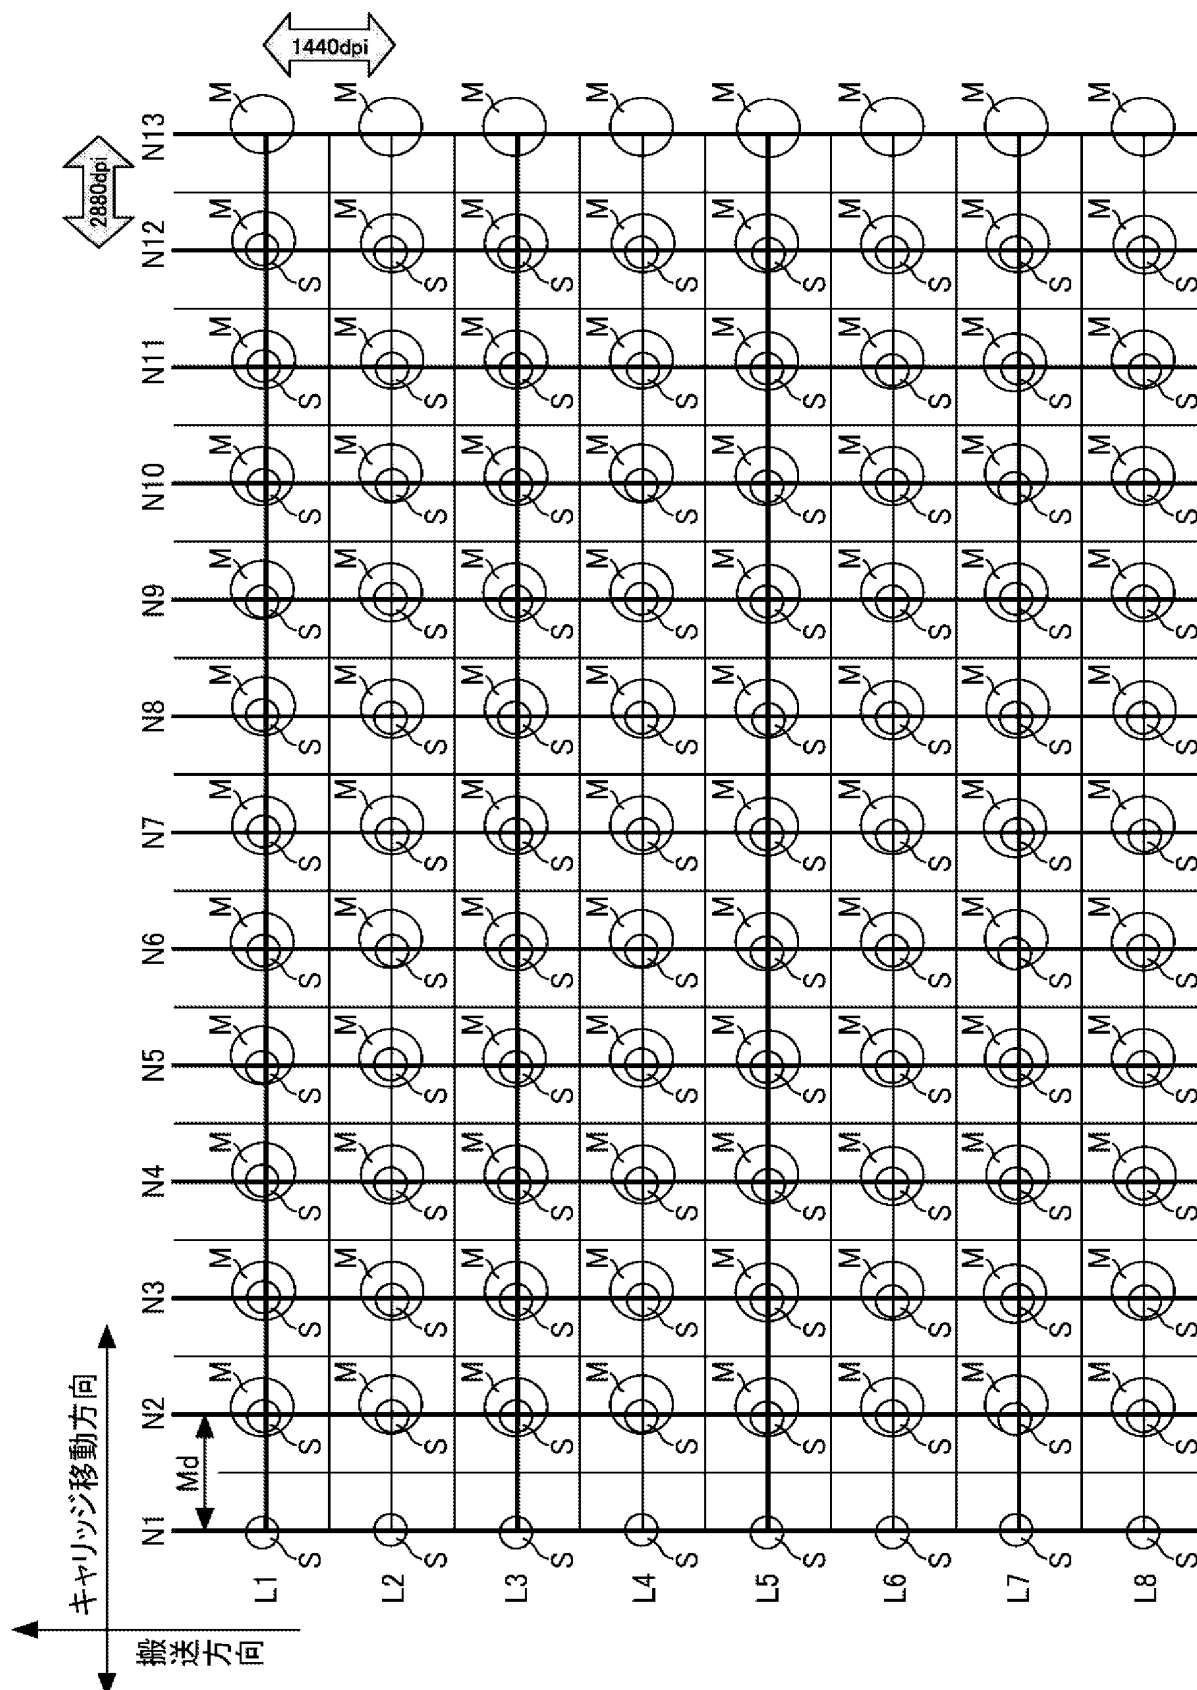 1440dpi
2880dpi
N13 M M M M M M M M
N12 M M M M M M M M
S S S S S S S S
N11 M M M M M M M M
S S S S S S S S
N10 M M M M M M M M
S S S S S S S S
N9 M M M M M M M M
S S S S S S S S
N8 M M M M M M M M
S S S S S S S S
N7 M M M M M M M M
S S S S S S S S
N6 M M M M M M M M
S S S S S S S S
N5 M M M M M M M M
S S S S S S S S
N4 M M M M M M M M
S S S S S S S S
N3 M M M M M M M M
S S S S S S S S
N2 M M M M M M M M
S S S S S S S S
キャリッジ移動方向
Md
N1
S S S S S S S S
L1 L2 L3 L4 L5 L6 L7 L8
搬送
方向